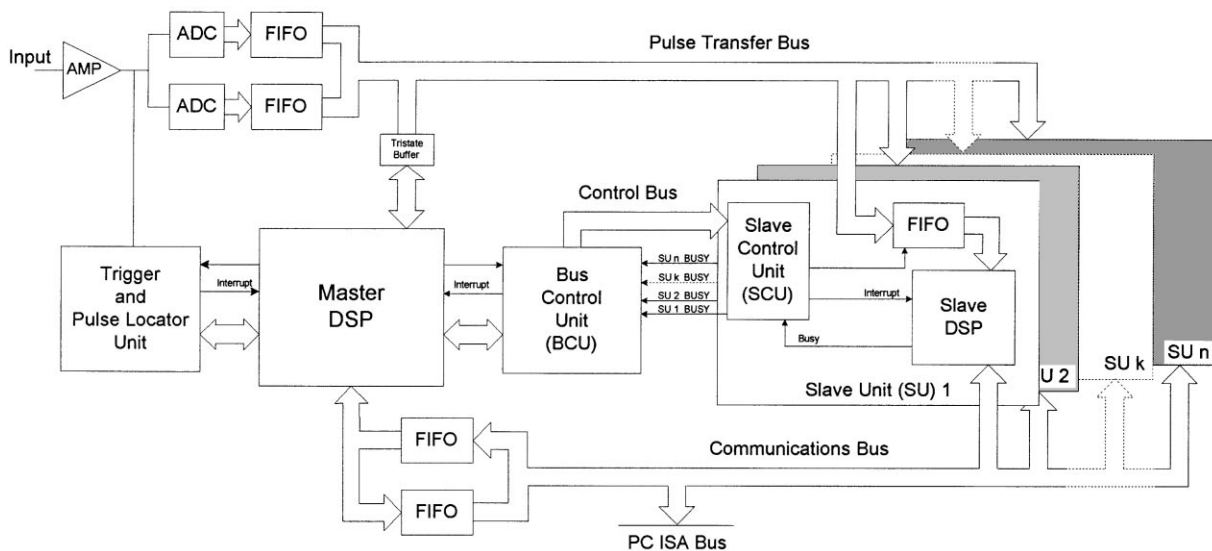 Input
AMP
ADC
FIFO
ADC
FIFO
Pulse Transfer Bus
Tristate
Buffer
Control Bus
Trigger
and
Pulse Locator
Unit
Interrupt
Master
DSP
Interrupt
Bus
Control
Unit
(BCU)
SU n BUSY
SU k BUSY
SU 2 BUSY
SU 1 BUSY
Slave
Control
Unit
(SCU)
FIFO
Interrupt
Busy
Slave
DSP
Slave Unit (SU) 1
U 2
SU k
SU n
FIFO
FIFO
Communications Bus
PC ISA Bus